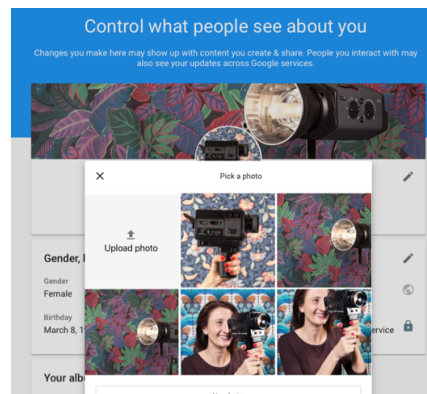 Control what people see about you
Changes you make here may show up with content you create & share. People you interact with may
also see your updates across Google services.
Pick a photo
Upload photo
Gender,
Gender
Female
Birthday
March 8, 1
ervice
Your alb